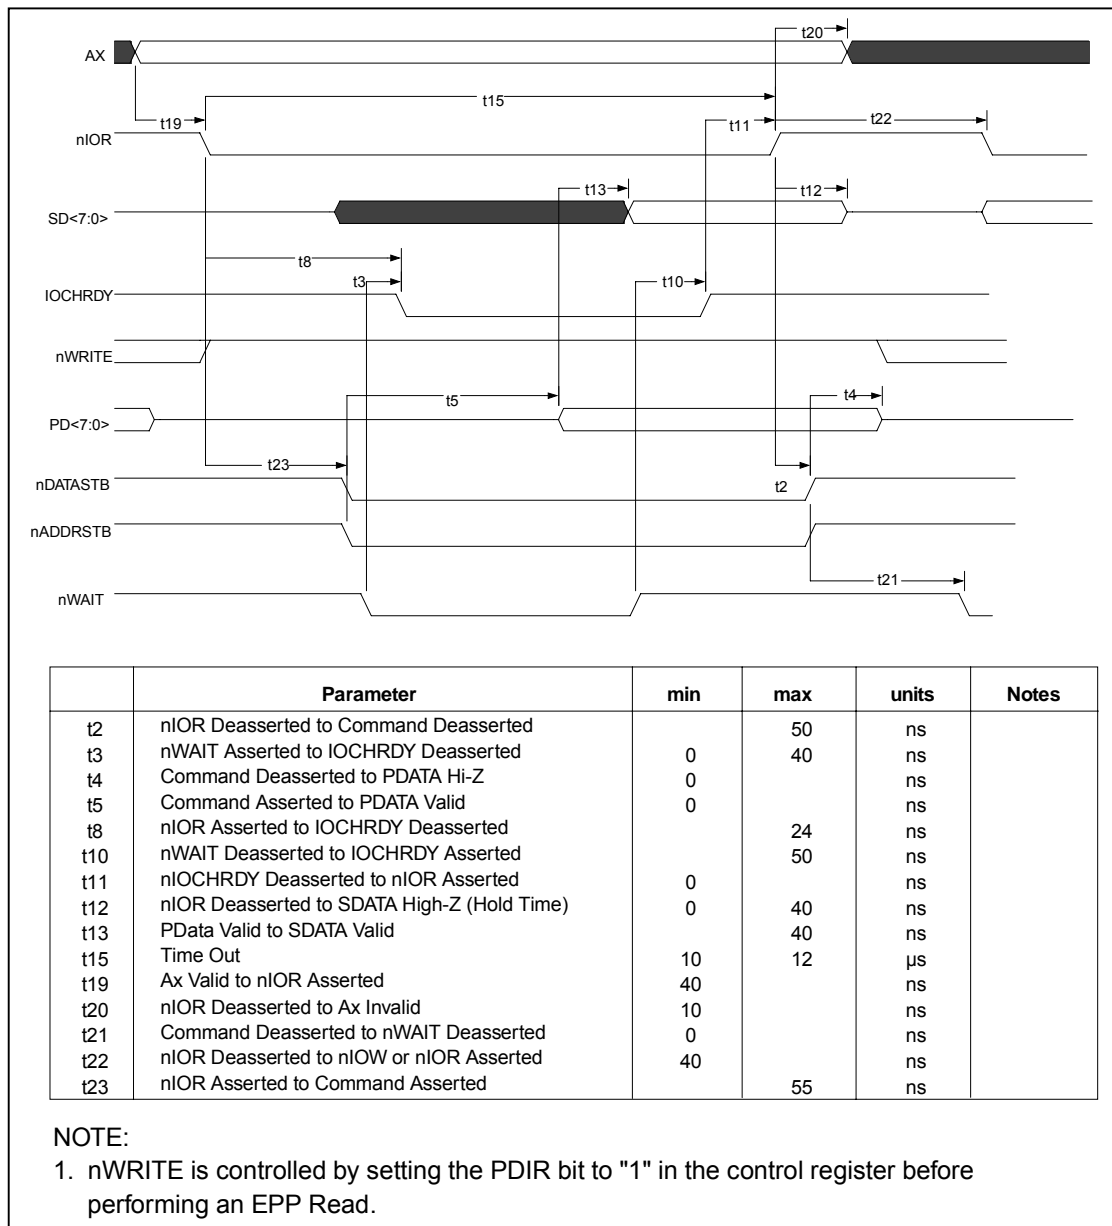 t20
AX
t15
t19
t11
t22
nIOR
t13
t12
SD<7:0>
t8
t3
t10
IOCHRDY
nWRITE
t5
t4
PD<7:0>
t23
nDATASTB
t2
nADDRSTB
t21
nWAIT
Parameter min max units Notes
t2 nIOR Deasserted to Command Deasserted 50 ns
t3 nWAIT Asserted to IOCHRDY Deasserted 0 40 ns
t4 Command Deasserted to PDATA Hi-Z 0 ns
t5 Command Asserted to PDATA Valid 0 ns
t8 nIOR Asserted to IOCHRDY Deasserted 24 ns
t10 nWAIT Deasserted to IOCHRDY Asserted 50 ns
t11 nIOCHRDY Deasserted to nIOR Asserted 0 ns
t12 nIOR Deasserted to SDATA High-Z (Hold Time) 0 40 ns
t13 PData Valid to SDATA Valid 40 ns
t15 Time Out 10 12 µs
t19 Ax Valid to nIOR Asserted 40 ns
t20 nIOR Deasserted to Ax Invalid 10 ns
t21 Command Deasserted to nWAIT Deasserted 0 ns
t22 nIOR Deasserted to nIOW or nIOR Asserted 40 ns
t23 nIOR Asserted to Command Asserted 55 ns
NOTE:
1. nWRITE is controlled by setting the PDIR bit to "1" in the control register before
performing an EPP Read.